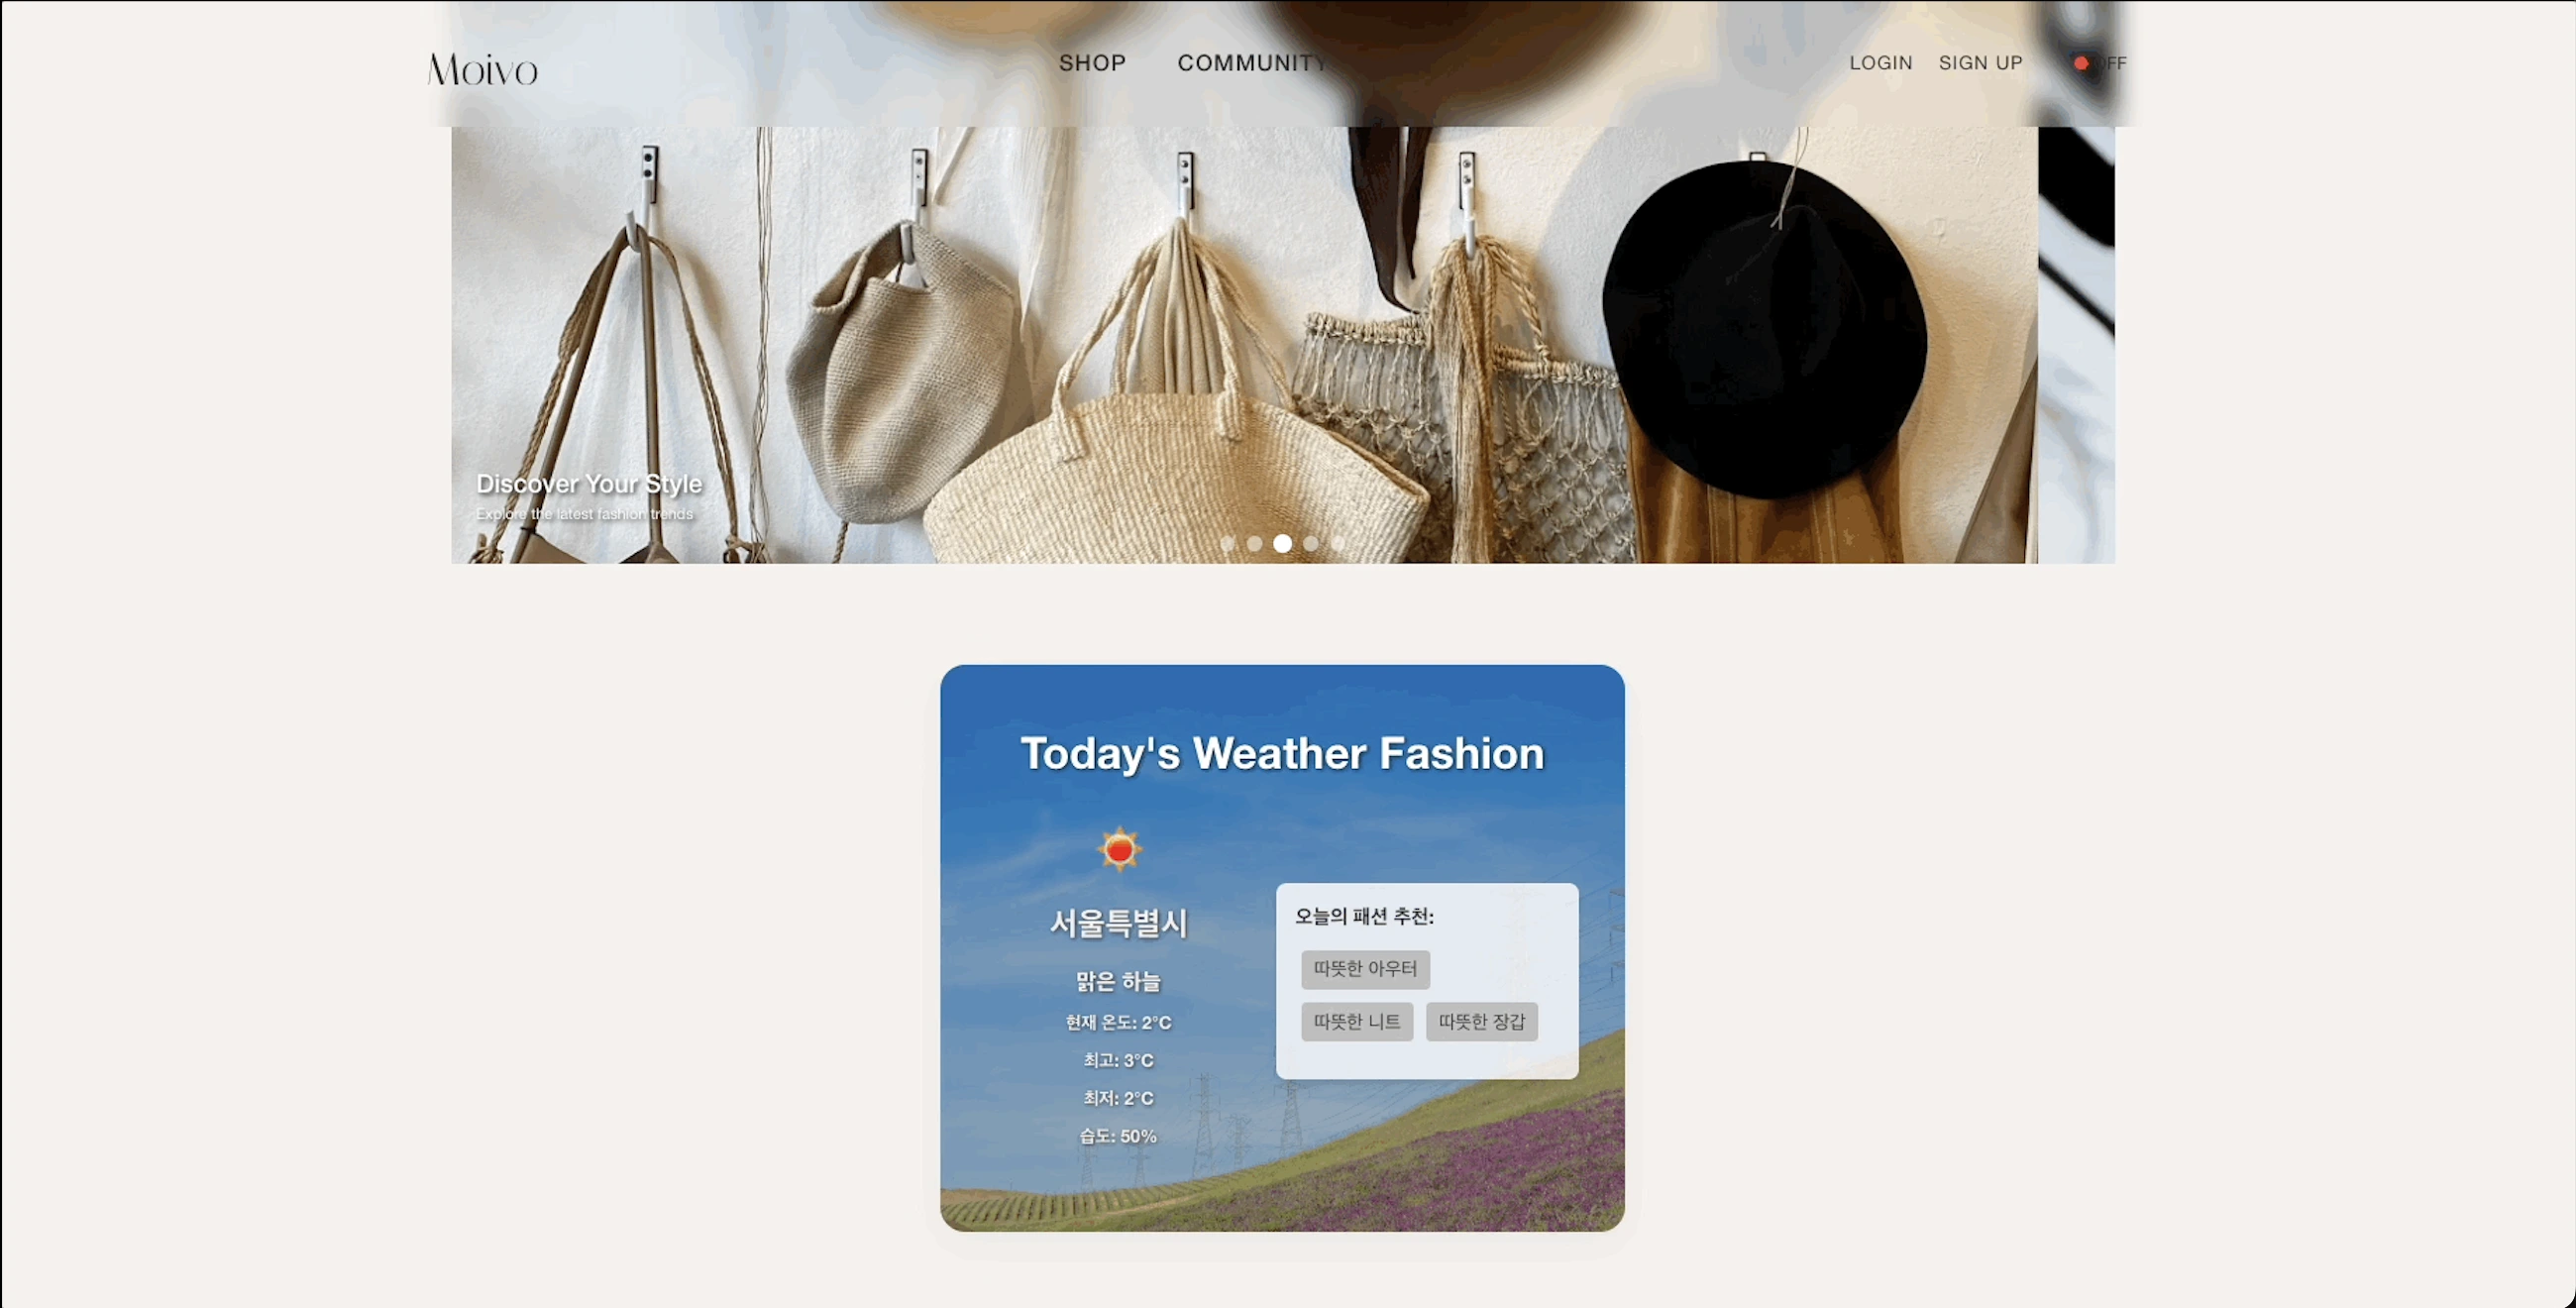 Moivo
SHOP COMMUNITY
LOGIN SIGN UP OFF
Discover Your Style
Explore the latest fashion trends
Today's Weather Fashion
서울특별시
맑은 하늘
현재 온도: 2°C
최고: 3°C
최저: 2°C
습도: 50%
오늘의 패션 추천:
따뜻한 아우터
따뜻한 니트 따뜻한 장갑